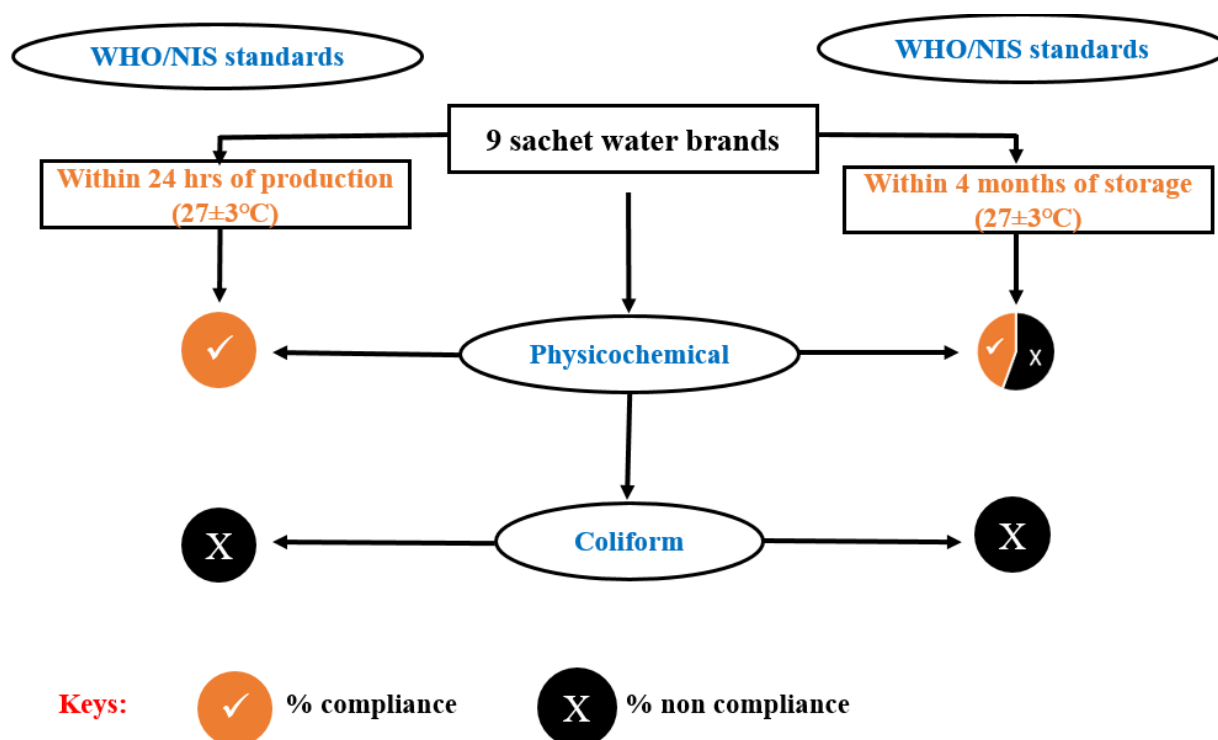 WHO/NIS standards
WHO/NIS standards
9 sachet water brands
Within 24 hrs of production
(27±3°C)
Within 4 months of storage
(27±3°C)
✓
Physicochemical
✓
X
X
Coliform
X
Keys:
✓
% compliance
X
% non compliance